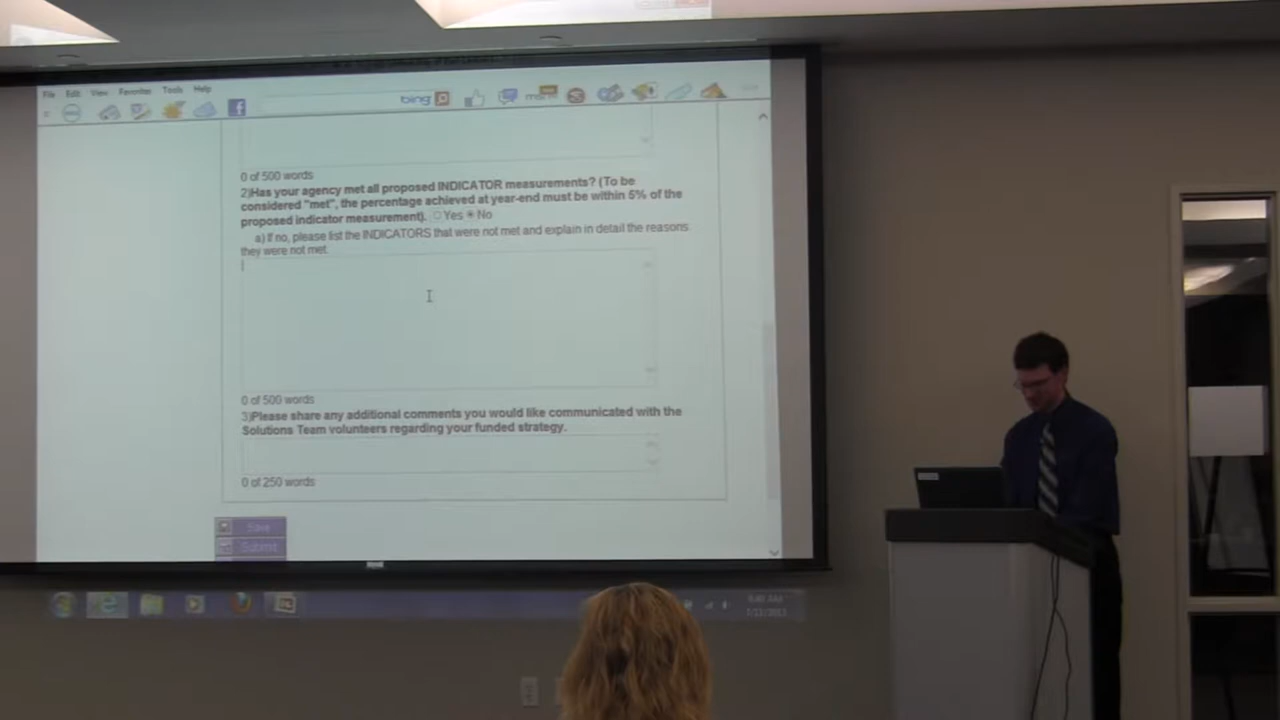 File Edit View Favorites Tools Help
bing
0 of 500 words
2)Has your agency met all proposed INDICATOR measurements? (To be
considered "met", the percentage achieved at year-end must be within 5% of the
proposed indicator measurement). Yes No
a) If no, please list the INDICATORS that were not met and explain in detail the reasons
they were not met.
0 of 500 words
3)Please share any additional comments you would like communicated with the
Solutions Team volunteers regarding your funded strategy.
0 of 250 words
Save
Submit